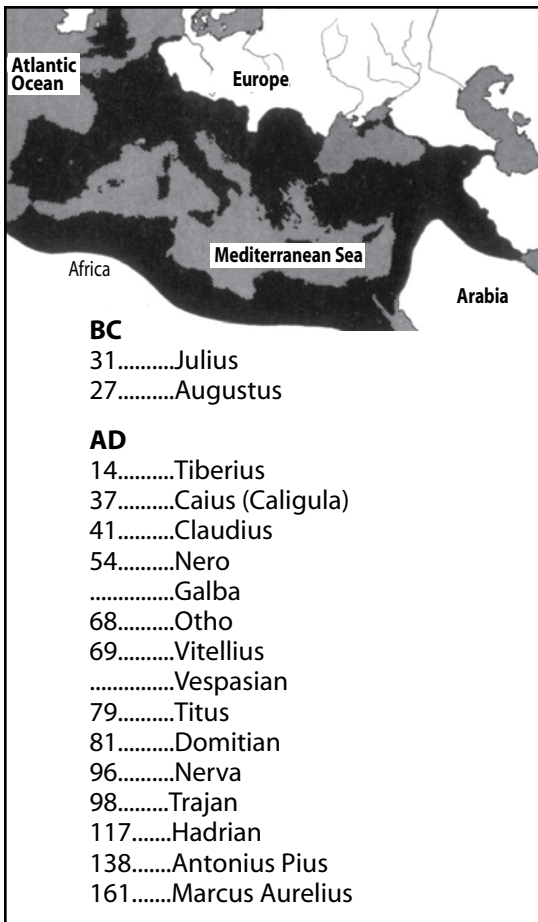 Atlantic
Ocean
Europe
Mediterranean Sea
Africa
Arabia
BC
31..........Julius
27..........Augustus
AD
14..........Tiberius
37..........Caius (Caligula)
41..........Claudius
54..........Nero
...............Galba
68..........Otho
69..........Vitellius
...............Vespasian
79..........Titus
81..........Domitian
96..........Nerva
98.........Trajan
117.......Hadrian
138.......Antonius Pius
161.......Marcus Aurelius